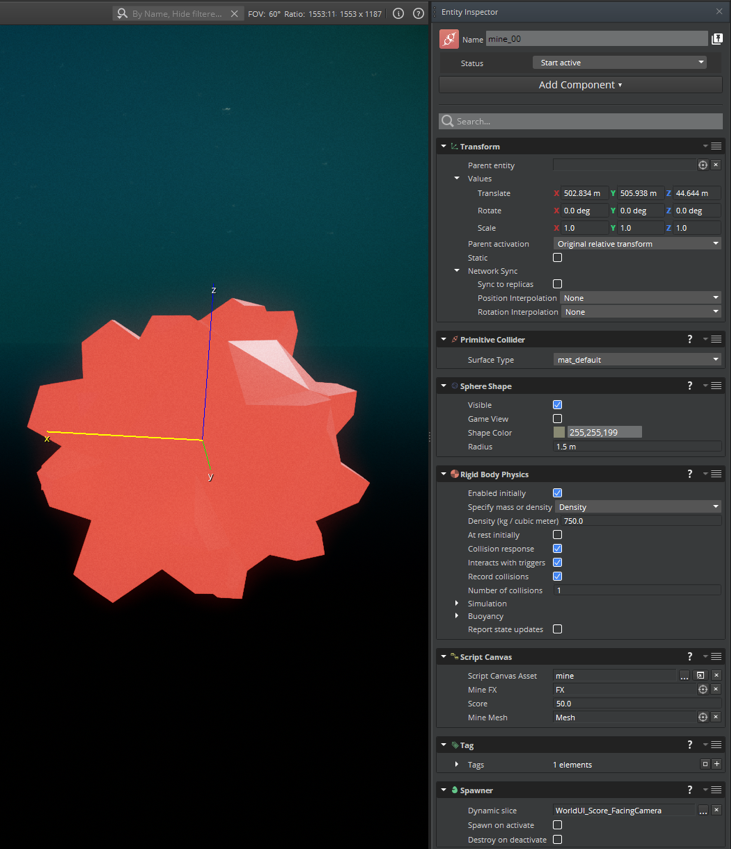 By Name, Hide filtere...
FOV: 60° Ratio: 1553:11 1553 x 1187
z
x
y
Entity Inspector
Name mine_00
Status Start active
Add Component
Search...
Transform
Parent entity
Values
Translate X 502.834 m Y 505.938 m Z 44.644 m
Rotate X 0.0 deg Y 0.0 deg Z 0.0 deg
Scale X 1.0 Y 1.0 Z 1.0
Parent activation Original relative transform
Static
Network Sync
Sync to replicas
Position Interpolation None
Rotation Interpolation None
Primitive Collider ?
Surface Type mat_default
Sphere Shape ?
Visible
Game View
Shape Color 255,255,199
Radius 1.5 m
Rigid Body Physics ?
Enabled initially
Specify mass or density Density
Density (kg / cubic meter) 750.0
At rest initially
Collision response
Interacts with triggers
Record collisions
Number of collisions 1
Simulation
Buoyancy
Report state updates
Script Canvas ?
Script Canvas Asset mine ...
Mine FX FX
Score 50.0
Mine Mesh Mesh
Tag ?
Tags 1 elements
Spawner ?
Dynamic slice WorldUI_Score_FacingCamera ...
Spawn on activate
Destroy on deactivate